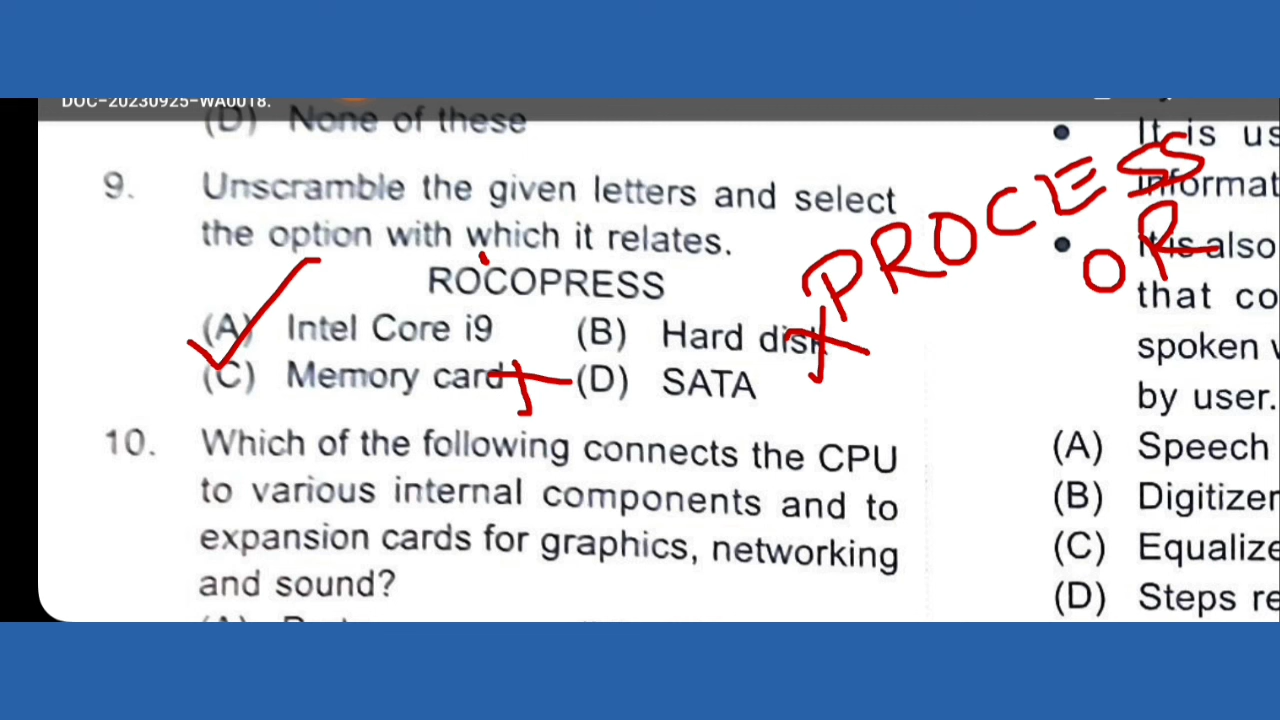 DOC-20230925-WA0018.
(D) None of these
9. Unscramble the given letters and select
the option with which it relates.
ROCOPRESS
(A) Intel Core i9 (B) Hard disk
(C) Memory card (D) SATA
10. Which of the following connects the CPU
to various internal components and to
expansion cards for graphics, networking
and sound?
PROCESS
OR
• It is us
informat
• It is also
that co
spoken
by user.
(A) Speech
(B) Digitizer
(C) Equalize
(D) Steps re